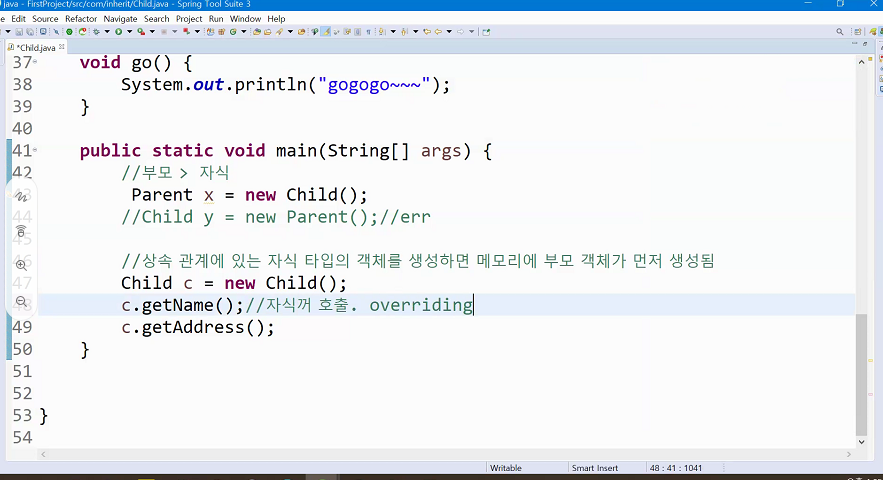 java - FirstProject/src/com/inherit/Child.java - Spring Tool Suite 3
Edit Source Refactor Navigate Search Project Run Window Help
*Child.java
37 void go() {
38 System.out.println("gogogo~~~");
39 }
40
41 public static void main(String[] args) {
42 //부모 > 자식
43 Parent x = new Child();
44 //Child y = new Parent();//err
45
46 //상속 관계에 있는 자식 타입의 객체를 생성하면 메모리에 부모 객체가 먼저 생성됨
47 Child c = new Child();
48 c.getName();//자식꺼 호출. overriding
49 c.getAddress();
50 }
51
52
53 }
54
Writable Smart Insert 48 : 41 : 1041